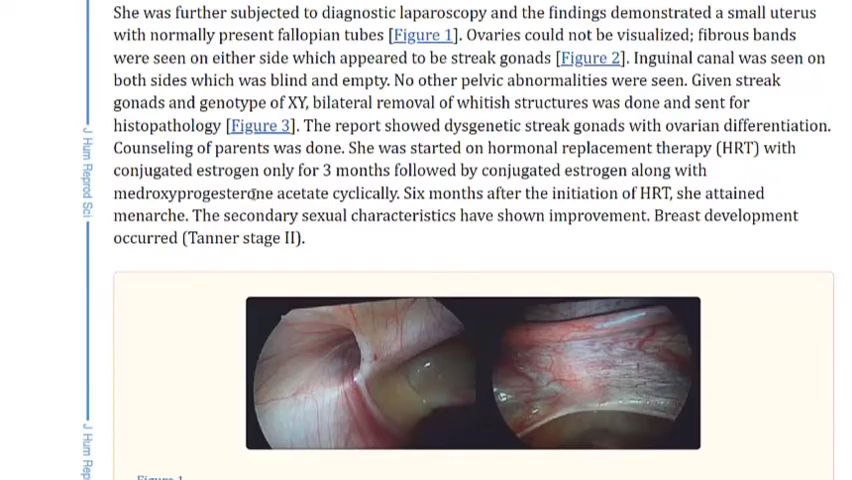 She was further subjected to diagnostic laparoscopy and the findings demonstrated a small uterus
with normally present fallopian tubes [Figure 1]. Ovaries could not be visualized; fibrous bands
were seen on either side which appeared to be streak gonads [Figure 2]. Inguinal canal was seen on
both sides which was blind and empty. No other pelvic abnormalities were seen. Given streak
gonads and genotype of XY, bilateral removal of whitish structures was done and sent for
histopathology [Figure 3]. The report showed dysgenetic streak gonads with ovarian differentiation.
Counseling of parents was done. She was started on hormonal replacement therapy (HRT) with
conjugated estrogen only for 3 months followed by conjugated estrogen along with
medroxyprogesterone acetate cyclically. Six months after the initiation of HRT, she attained
menarche. The secondary sexual characteristics have shown improvement. Breast development
occurred (Tanner stage II).
J Hum Reprod Sci
J Hum Rep
Figure 1